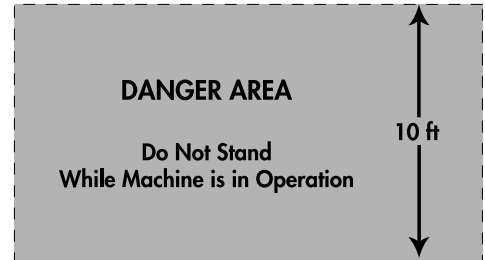 DANGER AREA
10 ft
Do Not Stand
While Machine is in Operation